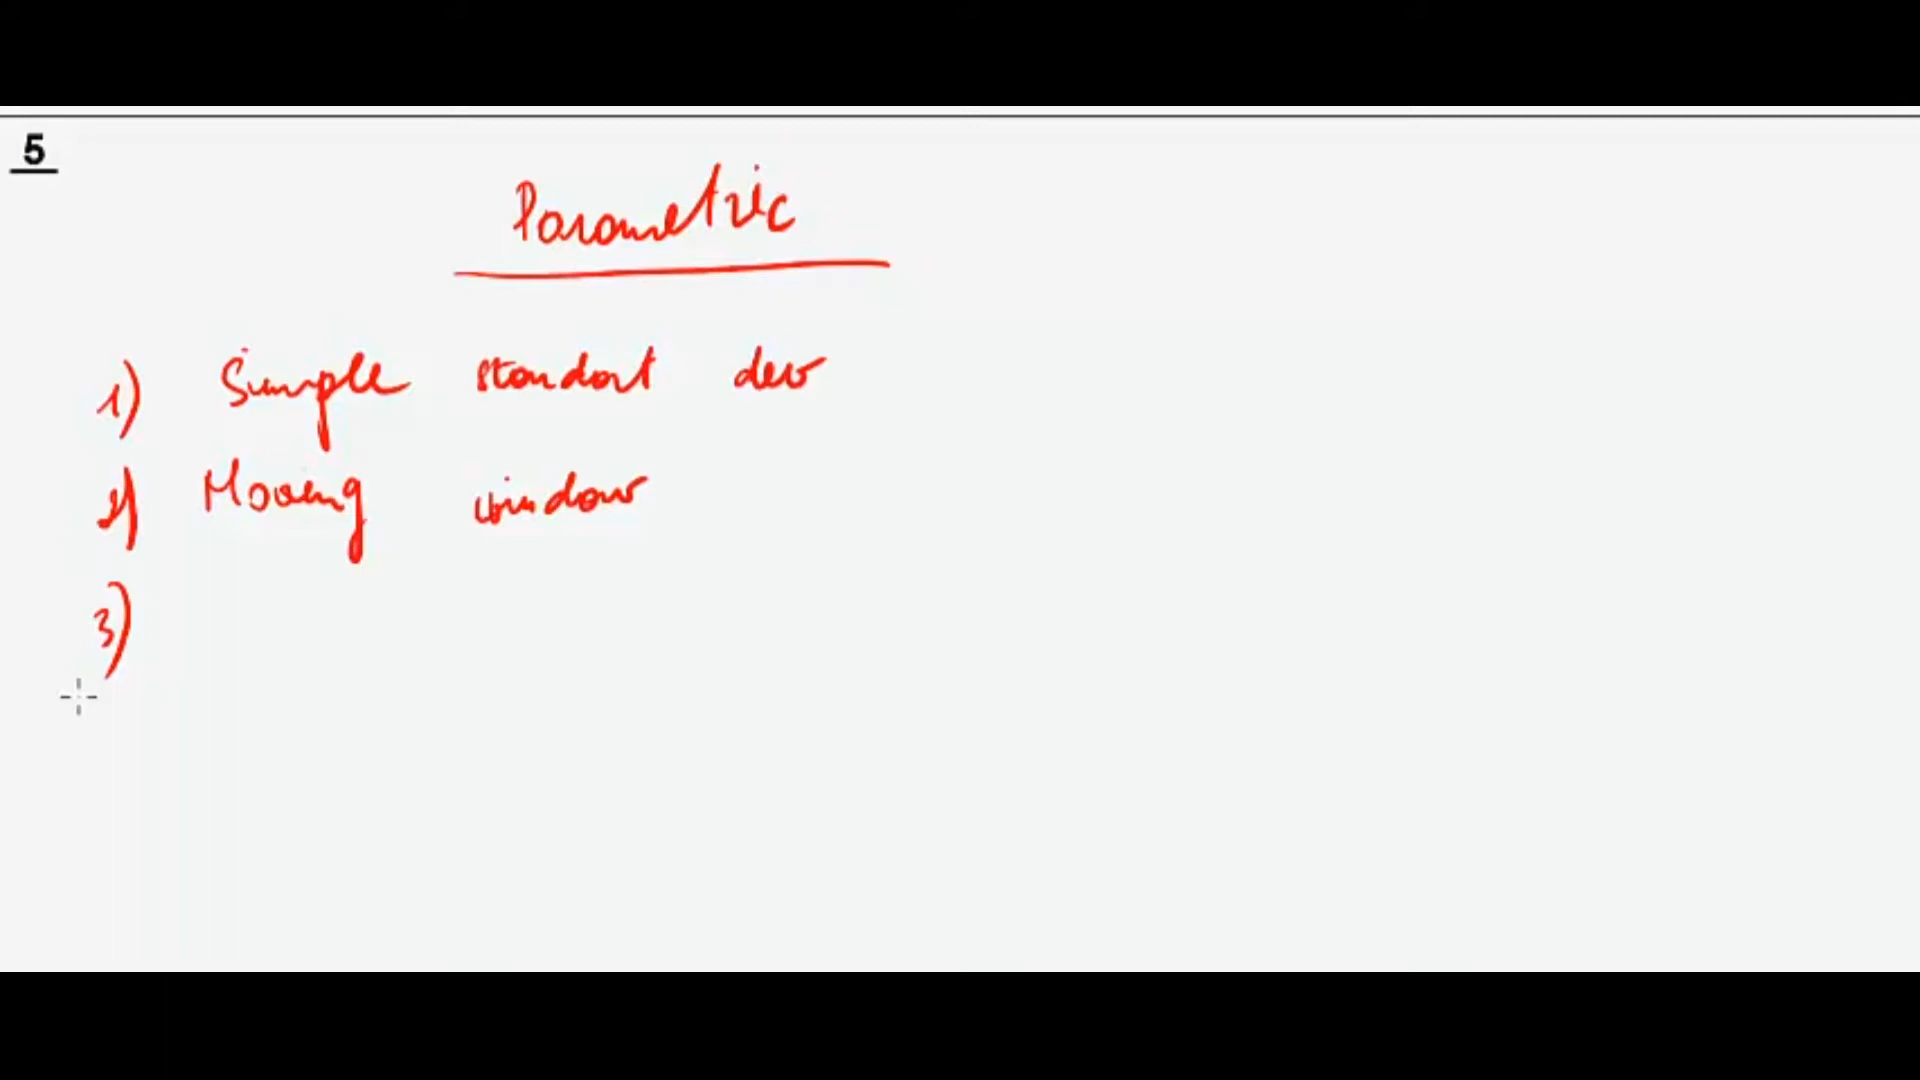 5
Parametric
1) Simple standart dev
2) Moving window
3)